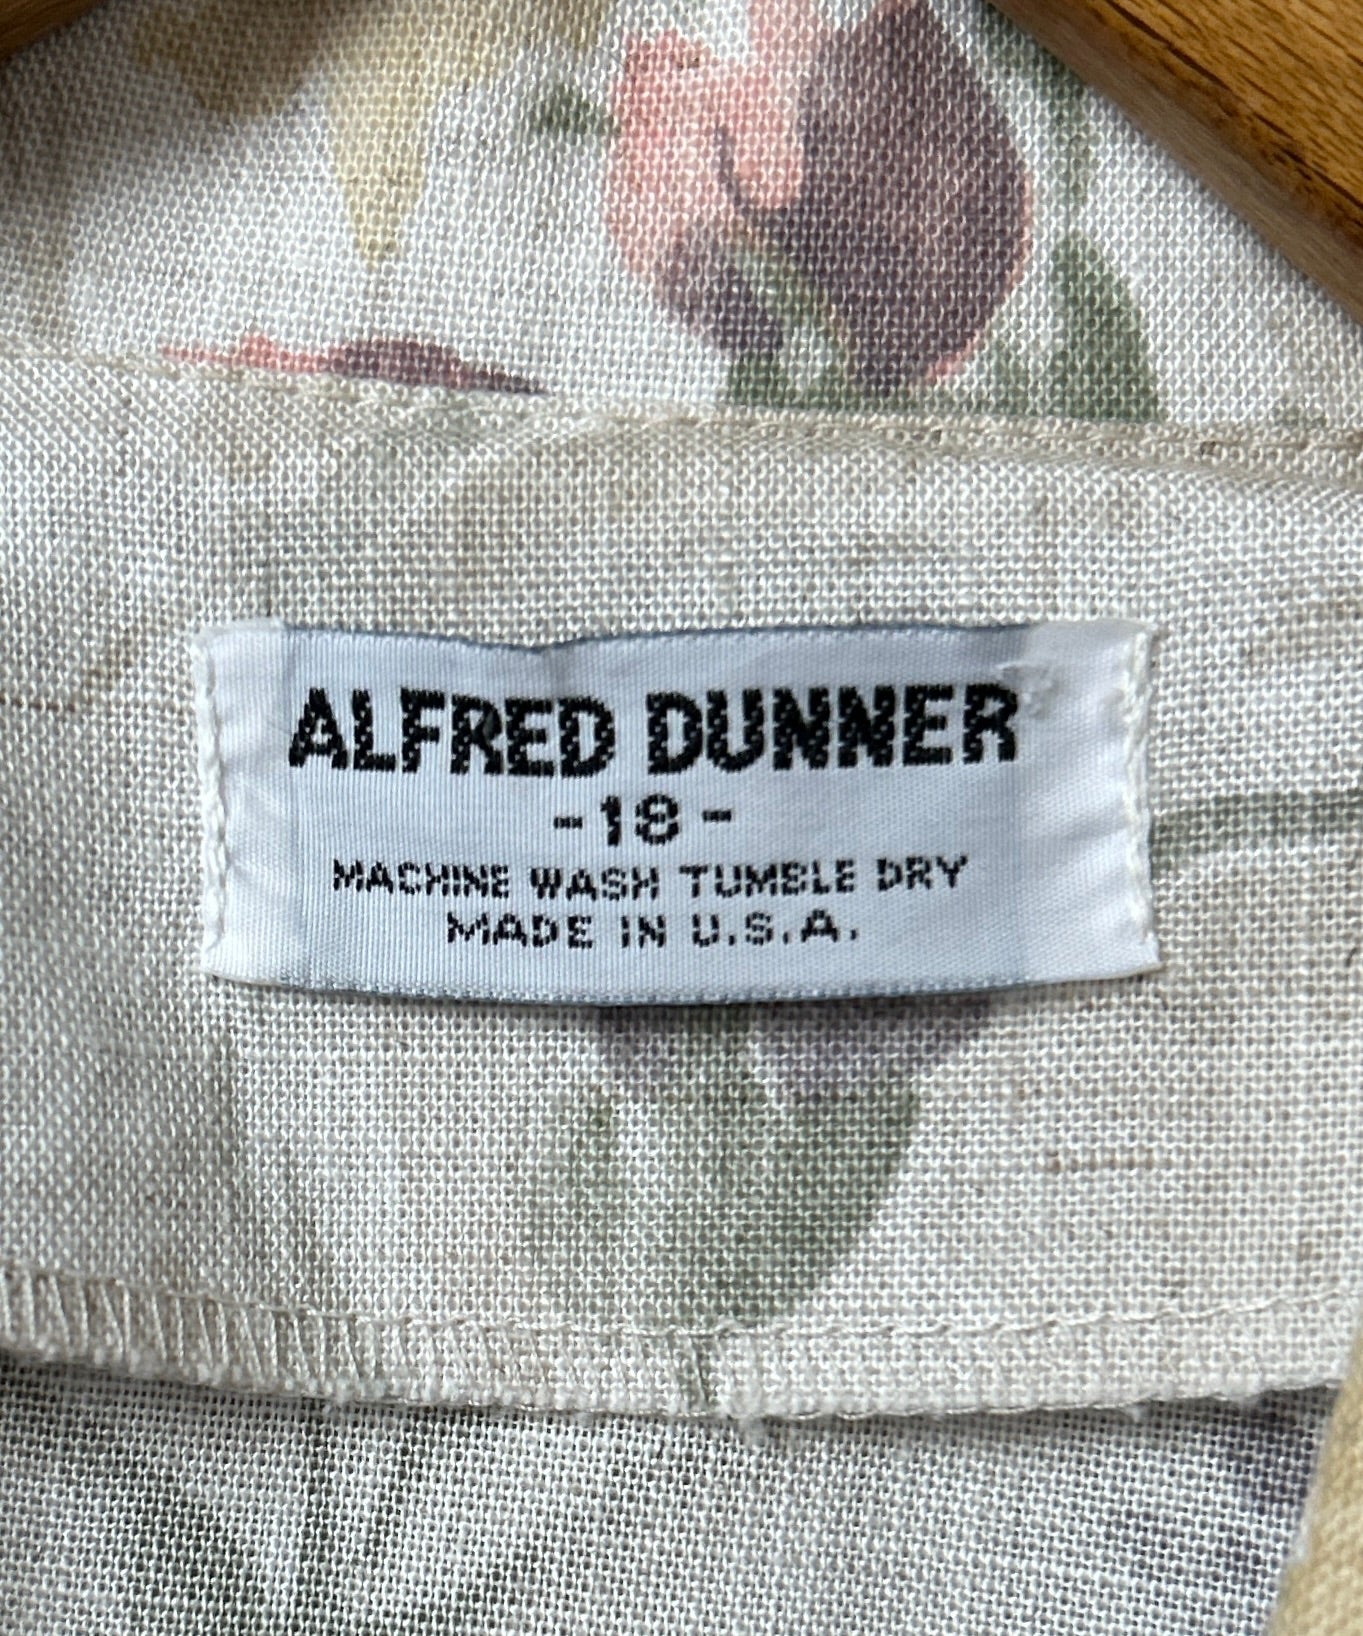 ALFRED DUNNER
-18-
MACHINE WASH TUMBLE DRY
MADE IN U.S.A.